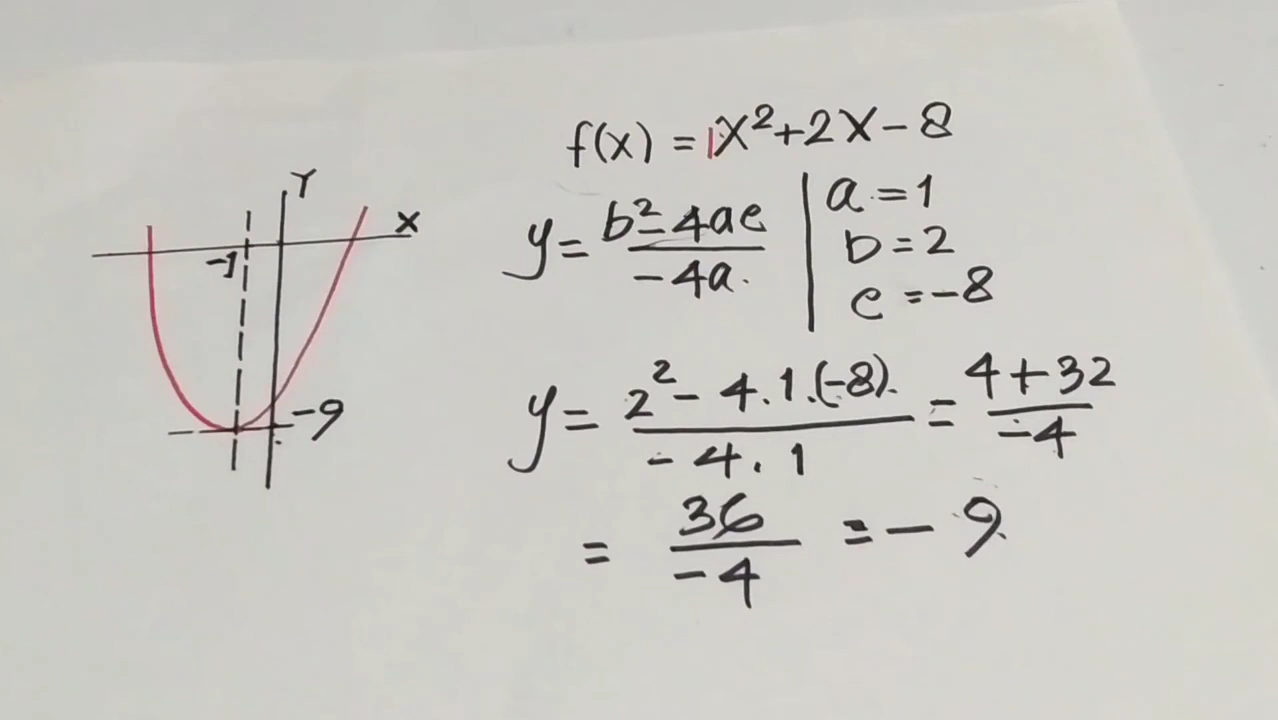 f(x) = 1x²+2x-8
y = b²-4ac / -4a.
a = 1
b = 2
c = -8
y = 2² - 4.1.(-8). / -4.1 = 4+32 / -4
= 36 / -4 = -9
Y
X
-1
-9